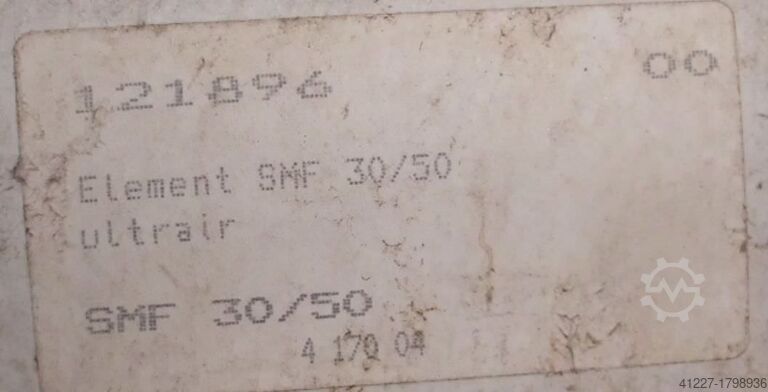 121896 00
Element SMF 30/50
ultrair
SMF 30/50
4 170 04
41227-1798936